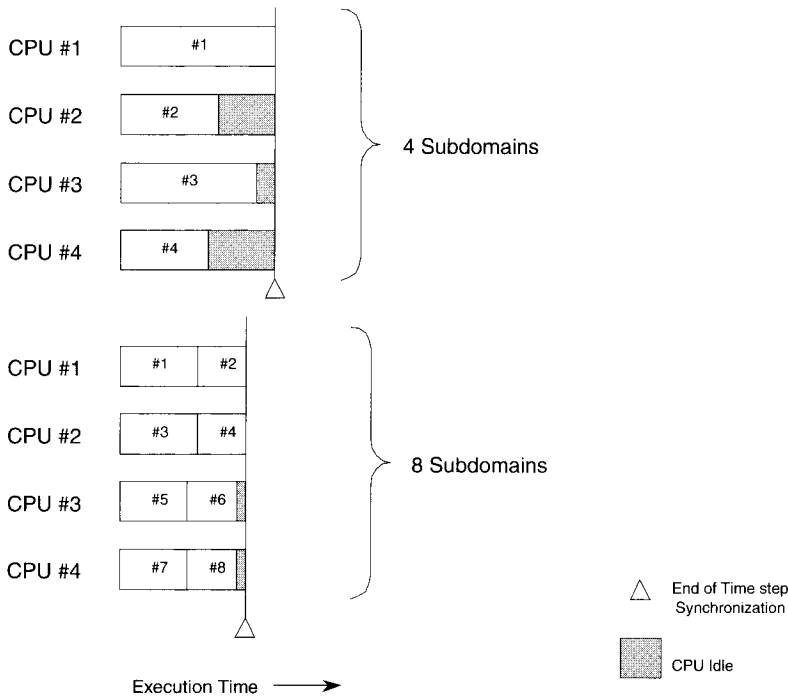 CPU #1
#1
CPU #2
#2
CPU #3
#3
CPU #4
#4
4 Subdomains
CPU #1
#1
#2
CPU #2
#3
#4
CPU #3
#5
#6
CPU #4
#7
#8
8 Subdomains
End of Time step
Synchronization
CPU Idle
Execution Time